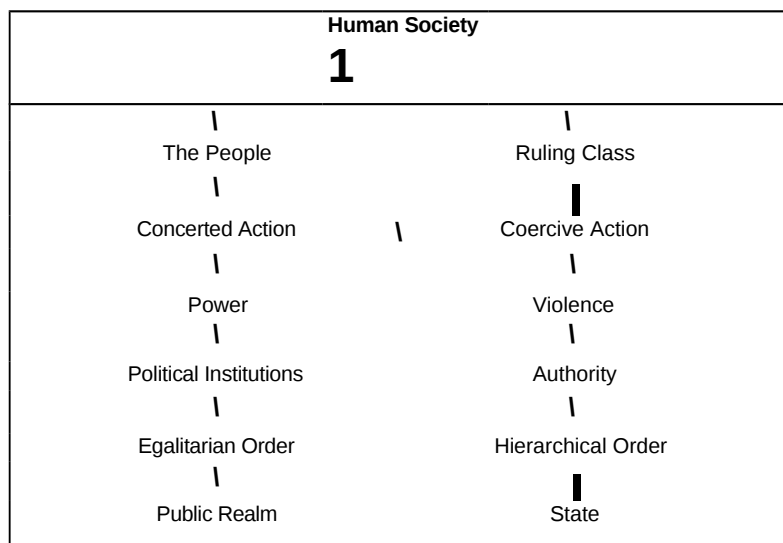 Human Society
1
\ \
The People Ruling Class
\ |
Concerted Action \ Coercive Action
\ \
Power Violence
\ \
Political Institutions Authority
\ \
Egalitarian Order Hierarchical Order
\ |
Public Realm State